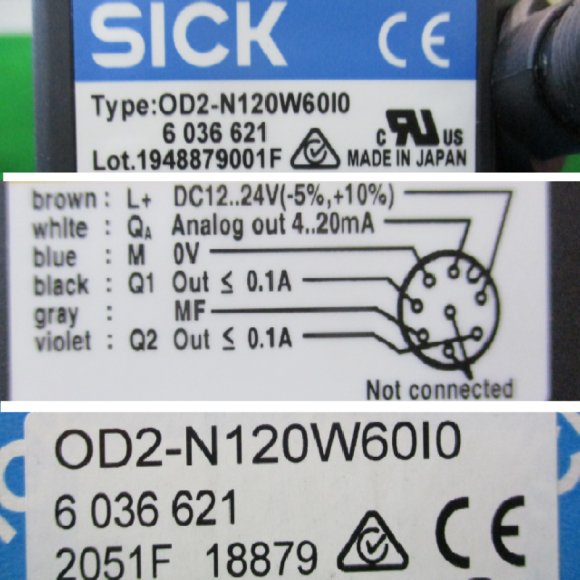 SICK CE
Type:OD2-N120W60I0
6 036 621
Lot.1948879001F
c RU US
MADE IN JAPAN
brown : L+ DC12..24V(-5%,+10%)
white : QA Analog out 4..20mA
blue : M 0V
black : Q1 Out ≤ 0.1A
gray : MF
violet : Q2 Out ≤ 0.1A
Not connected
OD2-N120W60I0
6 036 621
2051F 18879 CE